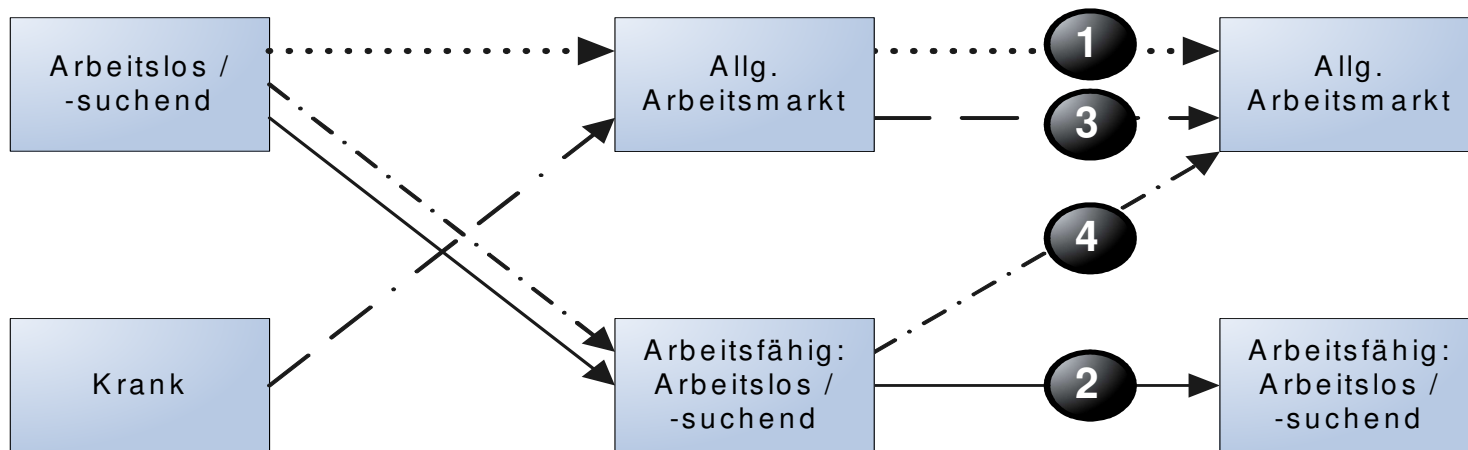 Arbeitslos /
-suchend
Allg.
Arbeitsmarkt
1
3
4
2
Allg.
Arbeitsmarkt
Krank
Arbeitsfähig:
Arbeitslos /
-suchend
Arbeitsfähig:
Arbeitslos /
-suchend